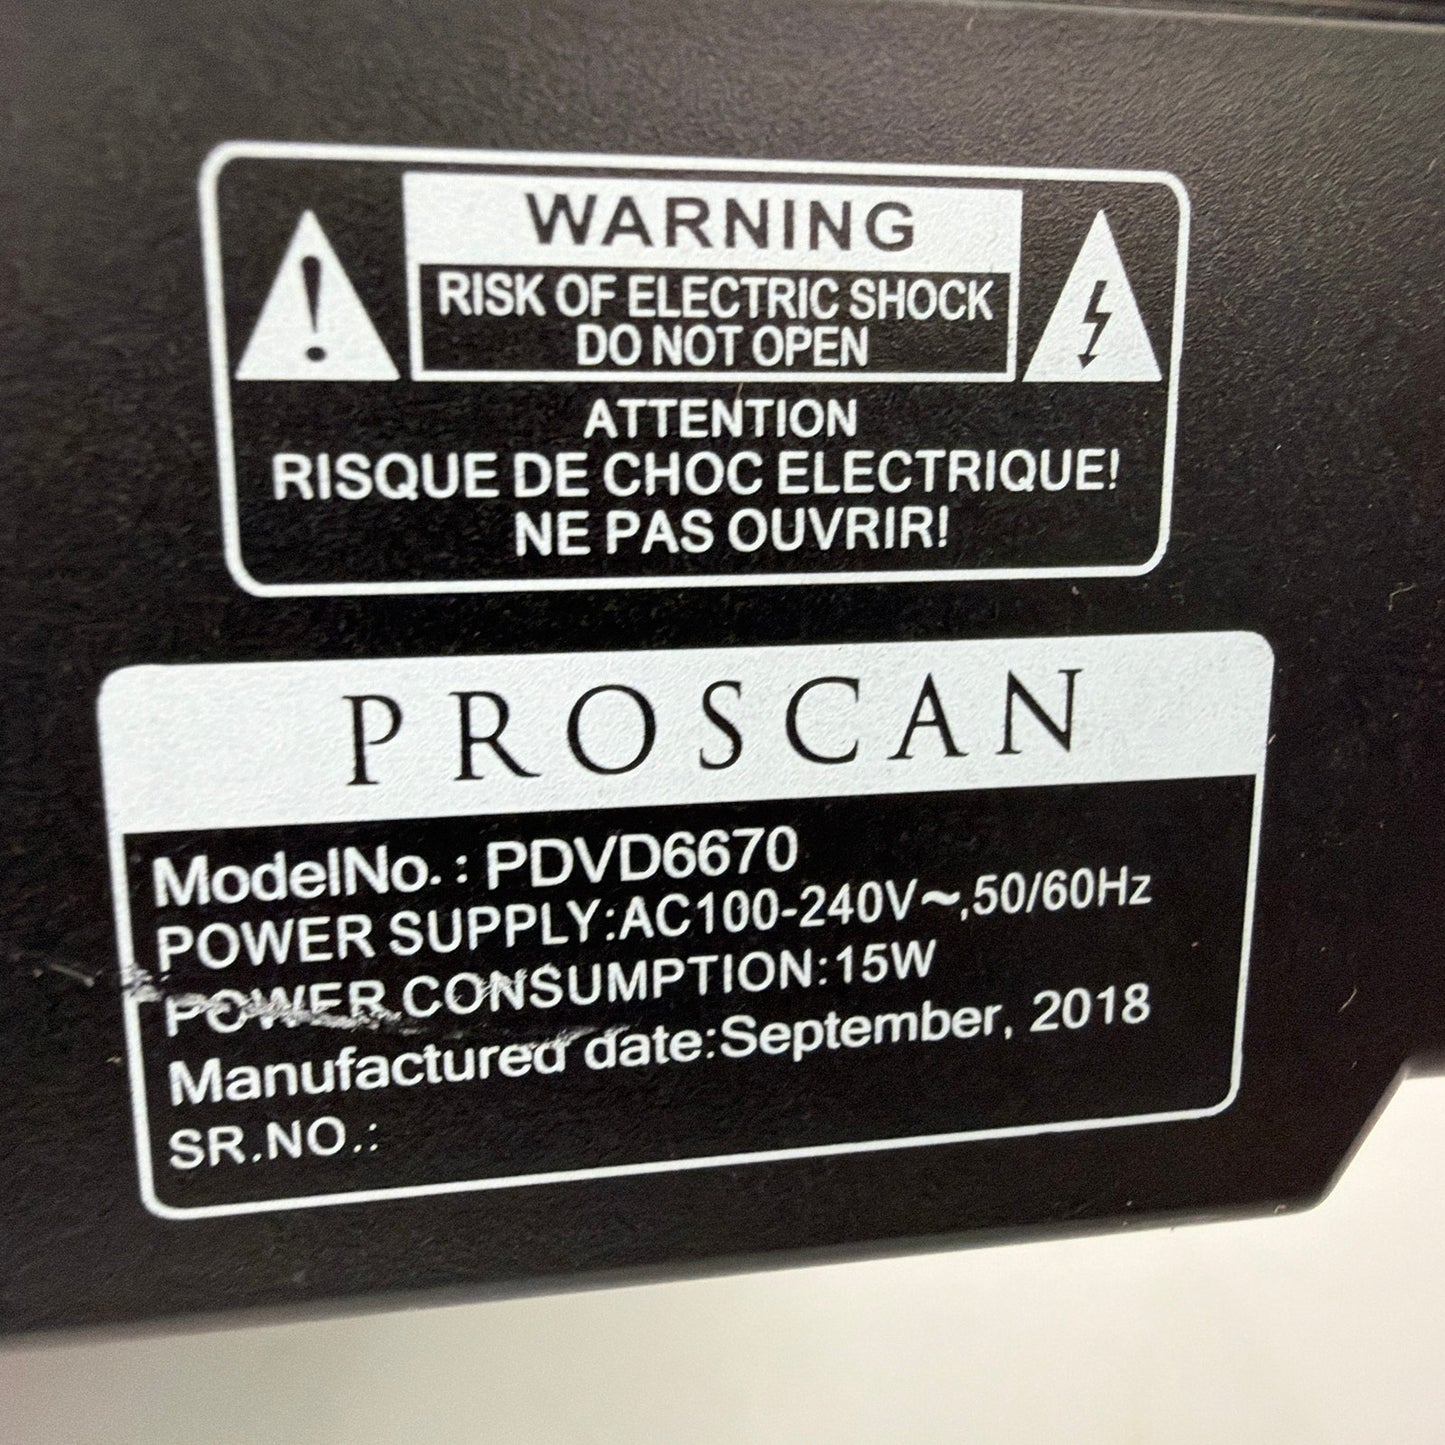 WARNING
RISK OF ELECTRIC SHOCK
DO NOT OPEN
ATTENTION
RISQUE DE CHOC ELECTRIQUE!
NE PAS OUVRIR!
PROSCAN
ModelNo.: PDVD6670
POWER SUPPLY:AC100-240V~,50/60Hz
POWER CONSUMPTION:15W
Manufactured date:September, 2018
SR.NO.: